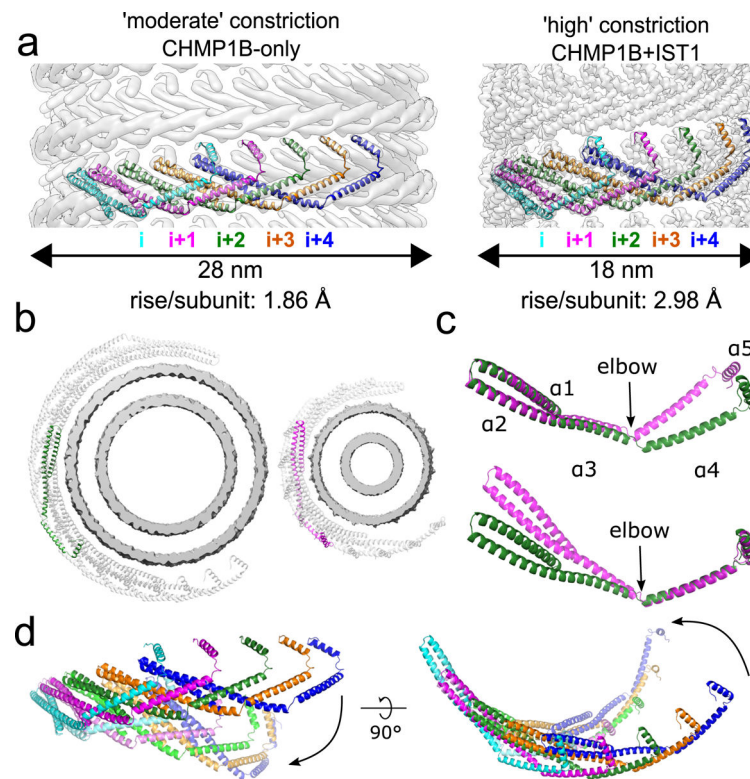 a
'moderate' constriction
CHMP1B-only
'high' constriction
CHMP1B+IST1
i i+1 i+2 i+3 i+4
28 nm
rise/subunit: 1.86 Å
i i+1 i+2 i+3 i+4
18 nm
rise/subunit: 2.98 Å
b
c
α5
elbow
α1
α2
α3
α4
elbow
d
90°